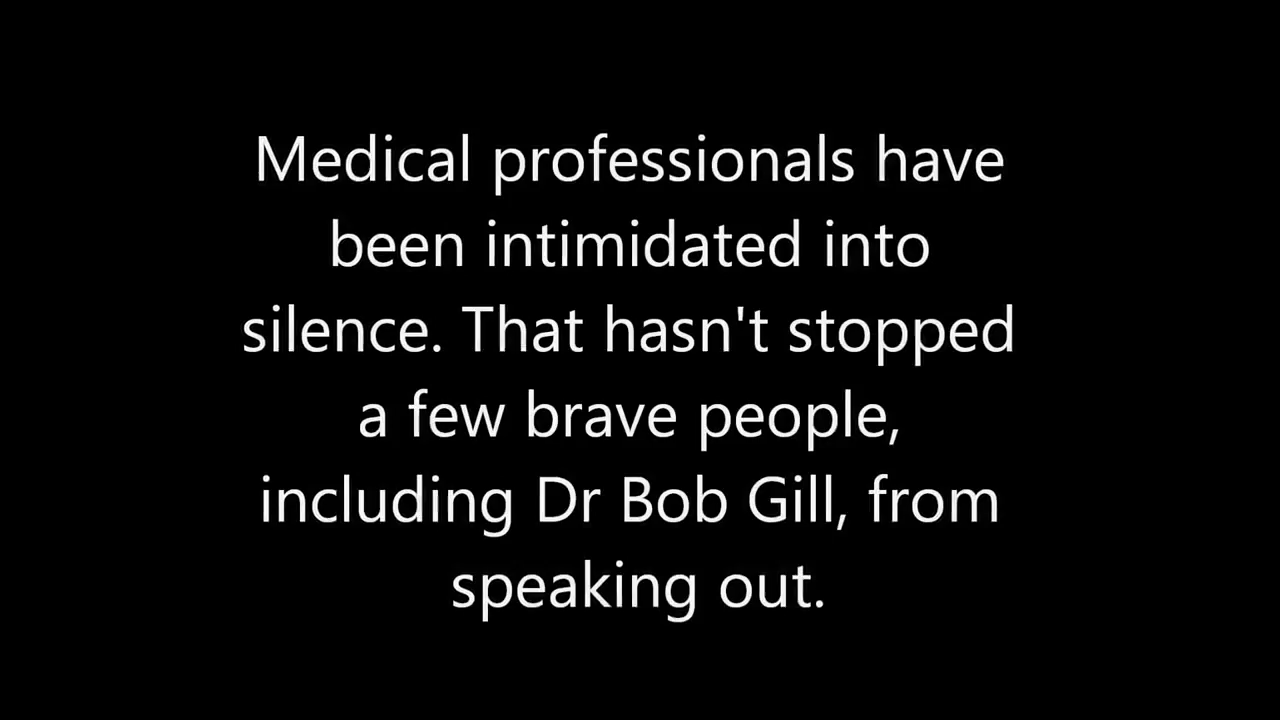 Medical professionals have
been intimidated into
silence. That hasn't stopped
a few brave people,
including Dr Bob Gill, from
speaking out.